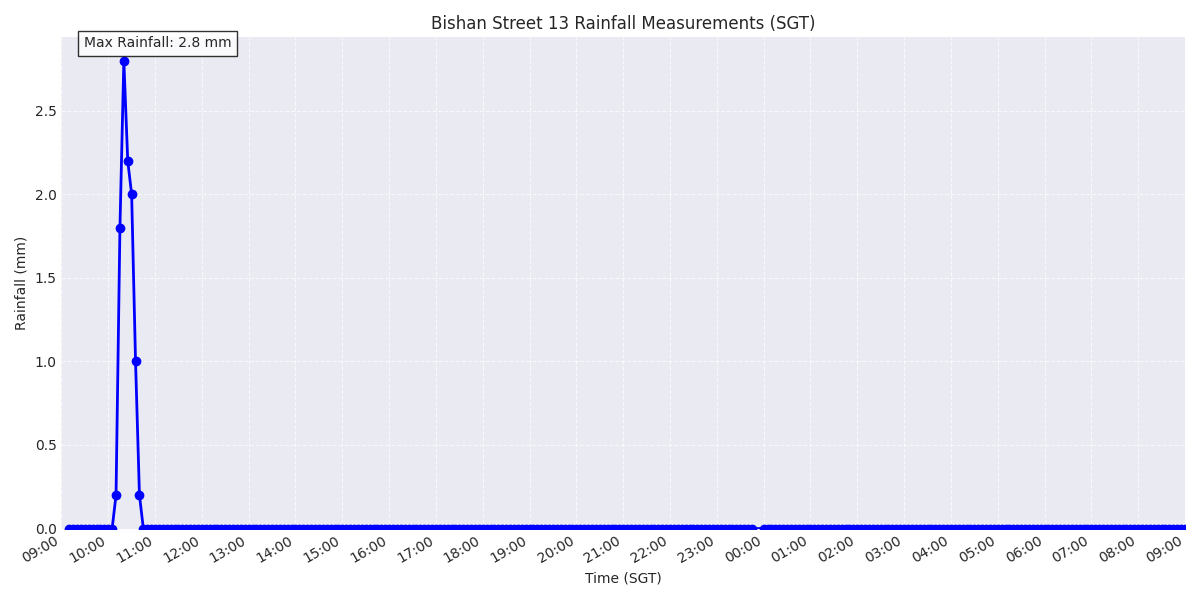 Bishan Street 13 Rainfall Measurements (SGT)
Max Rainfall: 2.8 mm
2.5
2.0
1.5
1.0
0.5
0.0
Rainfall (mm)
09:00 10:00 11:00 12:00 13:00 14:00 15:00 16:00 17:00 18:00 19:00 20:00 21:00 22:00 23:00 00:00 01:00 02:00 03:00 04:00 05:00 06:00 07:00 08:00 09:00
Time (SGT)